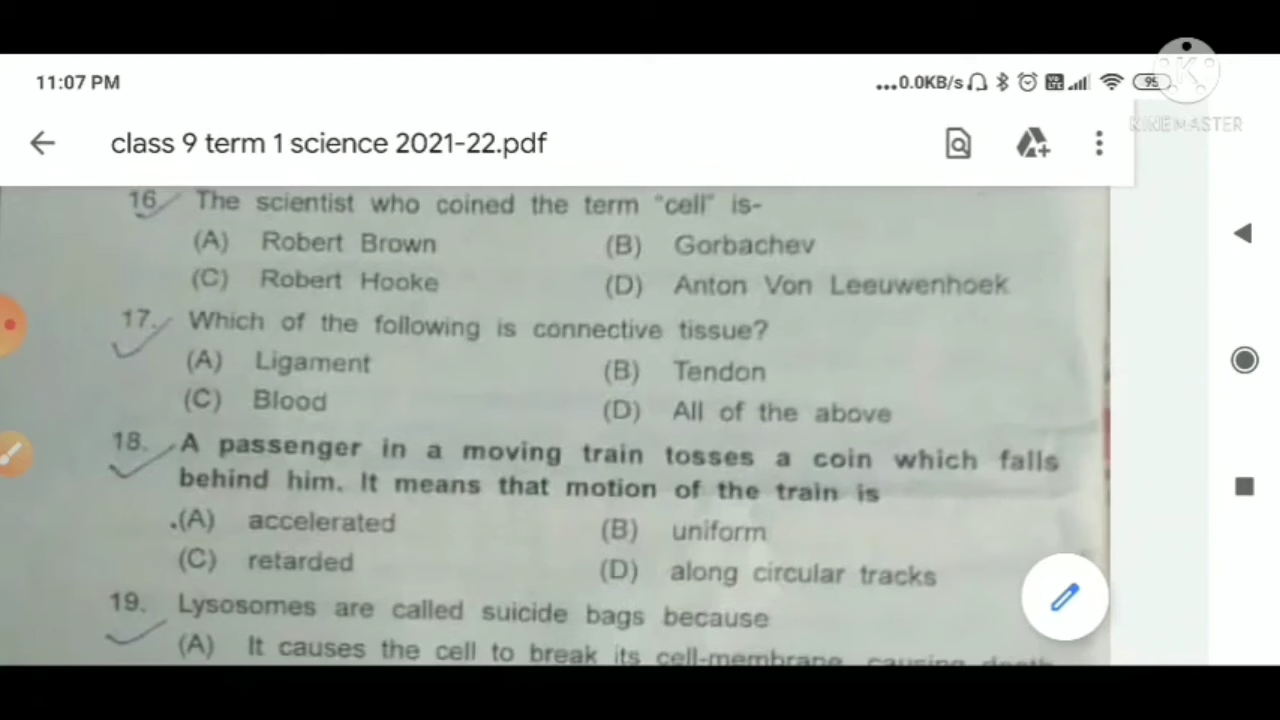 11:07 PM
...0.0KB/s
95
KINEMASTER
class 9 term 1 science 2021-22.pdf
16. The scientist who coined the term "cell" is-
(A) Robert Brown (B) Gorbachev
(C) Robert Hooke (D) Anton Von Leeuwenhoek
17. Which of the following is connective tissue?
(A) Ligament (B) Tendon
(C) Blood (D) All of the above
18. A passenger in a moving train tosses a coin which falls
behind him. It means that motion of the train is
(A) accelerated (B) uniform
(C) retarded (D) along circular tracks
19. Lysosomes are called suicide bags because
(A) It causes the cell to break its cell-membrane, causing death